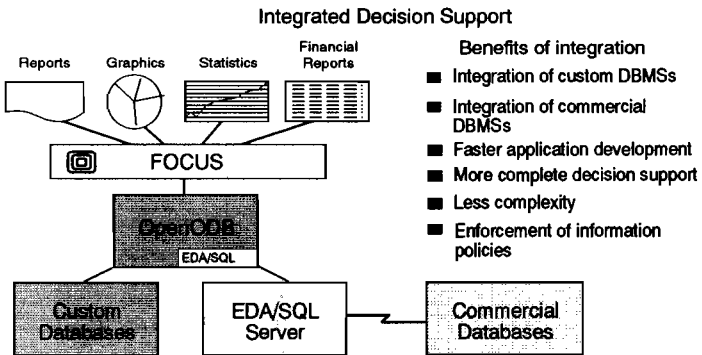 Integrated Decision Support
Reports
Graphics
Statistics
Financial
Reports
FOCUS
OpenODB
EDA/SQL
Custom
Databases
EDA/SQL
Server
Commercial
Databases
Benefits of integration
Integration of custom DBMSs
Integration of commercial
DBMSs
Faster application development
More complete decision support
Less complexity
Enforcement of information
policies